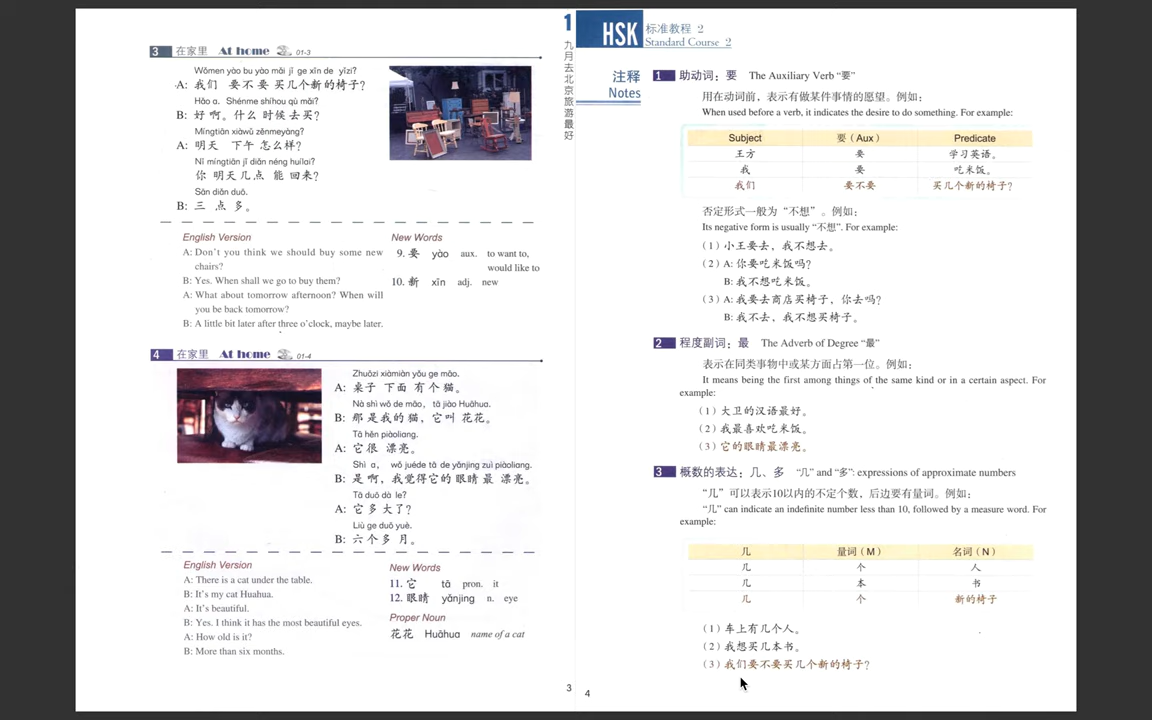 3 在家里 At home 01-3
Wǒmen yào bu yào mǎi jǐ ge xīn de yǐzi?
A: 我们 要不要 买几个新的椅子?
Hǎo a. Shénme shíhou qù mǎi?
B: 好 啊。什么 时候 去买?
Míngtiān xiàwǔ zěnmeyàng?
A: 明天 下午 怎么样?
Nǐ míngtiān jǐ diǎn néng huílai?
你 明天几点 能 回来?
Sān diǎn duō.
B: 三 点 多。
English Version
A: Don't you think we should buy some new
chairs?
B: Yes. When shall we go to buy them?
A: What about tomorrow afternoon? When will
you be back tomorrow?
B: A little bit later after three o'clock, maybe later.
New Words
9. 要 yào aux. to want to,
would like to
10. 新 xīn adj. new
4 在家里 At home 01-4
Zhuōzi xiàmiàn yǒu ge māo.
A: 桌子 下面 有个猫。
Nà shì wǒ de māo, tā jiào Huāhua.
B: 那是我的猫，它叫 花花。
Tā hěn piàoliang.
A: 它很 漂亮。
Shì a, wǒ juéde tā de yǎnjing zuì piàoliang.
B: 是 啊，我觉得它的 眼睛 最 漂亮。
Tā duō dà le?
A: 它多大了?
Liù ge duō yuè.
B: 六个多 月。
English Version
A: There is a cat under the table.
B: It's my cat Huahua.
A: It's beautiful.
B: Yes. I think it has the most beautiful eyes.
A: How old is it?
B: More than six months.
New Words
11. 它 tā pron. it
12. 眼睛 yǎnjing n. eye
Proper Noun
花花 Huāhua name of a cat
3
1
九月去北京旅游最好
HSK 标准教程 2
Standard Course 2
注释
Notes
1 助动词：要 The Auxiliary Verb “要”
用在动词前，表示有做某件事情的愿望。例如：
When used before a verb, it indicates the desire to do something. For example:
Subject 要（Aux） Predicate
王方 要 学习英语。
我 要 吃米饭。
我们 要不要 买几个新的椅子?
否定形式一般为“不想”。例如：
Its negative form is usually “不想”. For example:
（1）小王要去，我不想去。
（2）A: 你要吃米饭吗?
B: 我不想吃米饭。
（3）A: 我要去商店买椅子，你去吗?
B: 我不去，我不想买椅子。
2 程度副词：最 The Adverb of Degree “最”
表示在同类事物中或某方面占第一位。例如：
It means being the first among things of the same kind or in a certain aspect. For
example:
（1）大卫的汉语最好。
（2）我最喜欢吃米饭。
（3）它的眼睛最漂亮。
3 概数的表达：几、多 “几” and “多”: expressions of approximate numbers
“几”可以表示10以内的不定个数，后边要有量词。例如：
“几” can indicate an indefinite number less than 10, followed by a measure word. For
example:
几 量词（M） 名词（N）
几 个 人
几 本 书
几 个 新的椅子
（1）车上有几个人。
（2）我想买几本书。
（3）我们要不要买几个新的椅子?
4